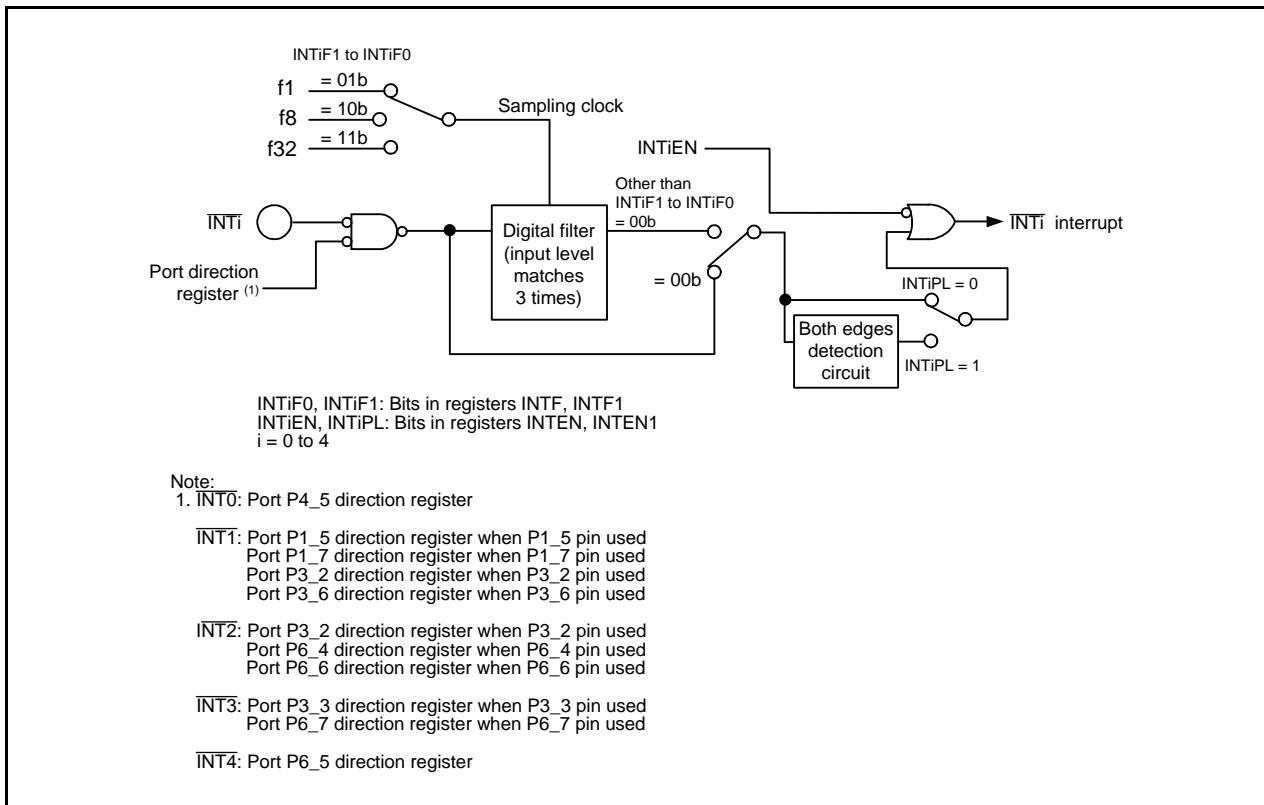 INTiF1 to INTiF0
f1 = 01b
f8 = 10b
f32 = 11b
Sampling clock
INTiEN
Other than
INTiF1 to INTiF0
= 00b
INTi
Digital filter
(input level
matches
3 times)
INTi interrupt
Port direction
register (1)
= 00b
INTiPL = 0
Both edges
detection
circuit
INTiPL = 1
INTiF0, INTiF1: Bits in registers INTF, INTF1
INTiEN, INTiPL: Bits in registers INTEN, INTEN1
i = 0 to 4
Note:
1. INT0: Port P4_5 direction register
INT1: Port P1_5 direction register when P1_5 pin used
Port P1_7 direction register when P1_7 pin used
Port P3_2 direction register when P3_2 pin used
Port P3_6 direction register when P3_6 pin used
INT2: Port P3_2 direction register when P3_2 pin used
Port P6_4 direction register when P6_4 pin used
Port P6_6 direction register when P6_6 pin used
INT3: Port P3_3 direction register when P3_3 pin used
Port P6_7 direction register when P6_7 pin used
INT4: Port P6_5 direction register